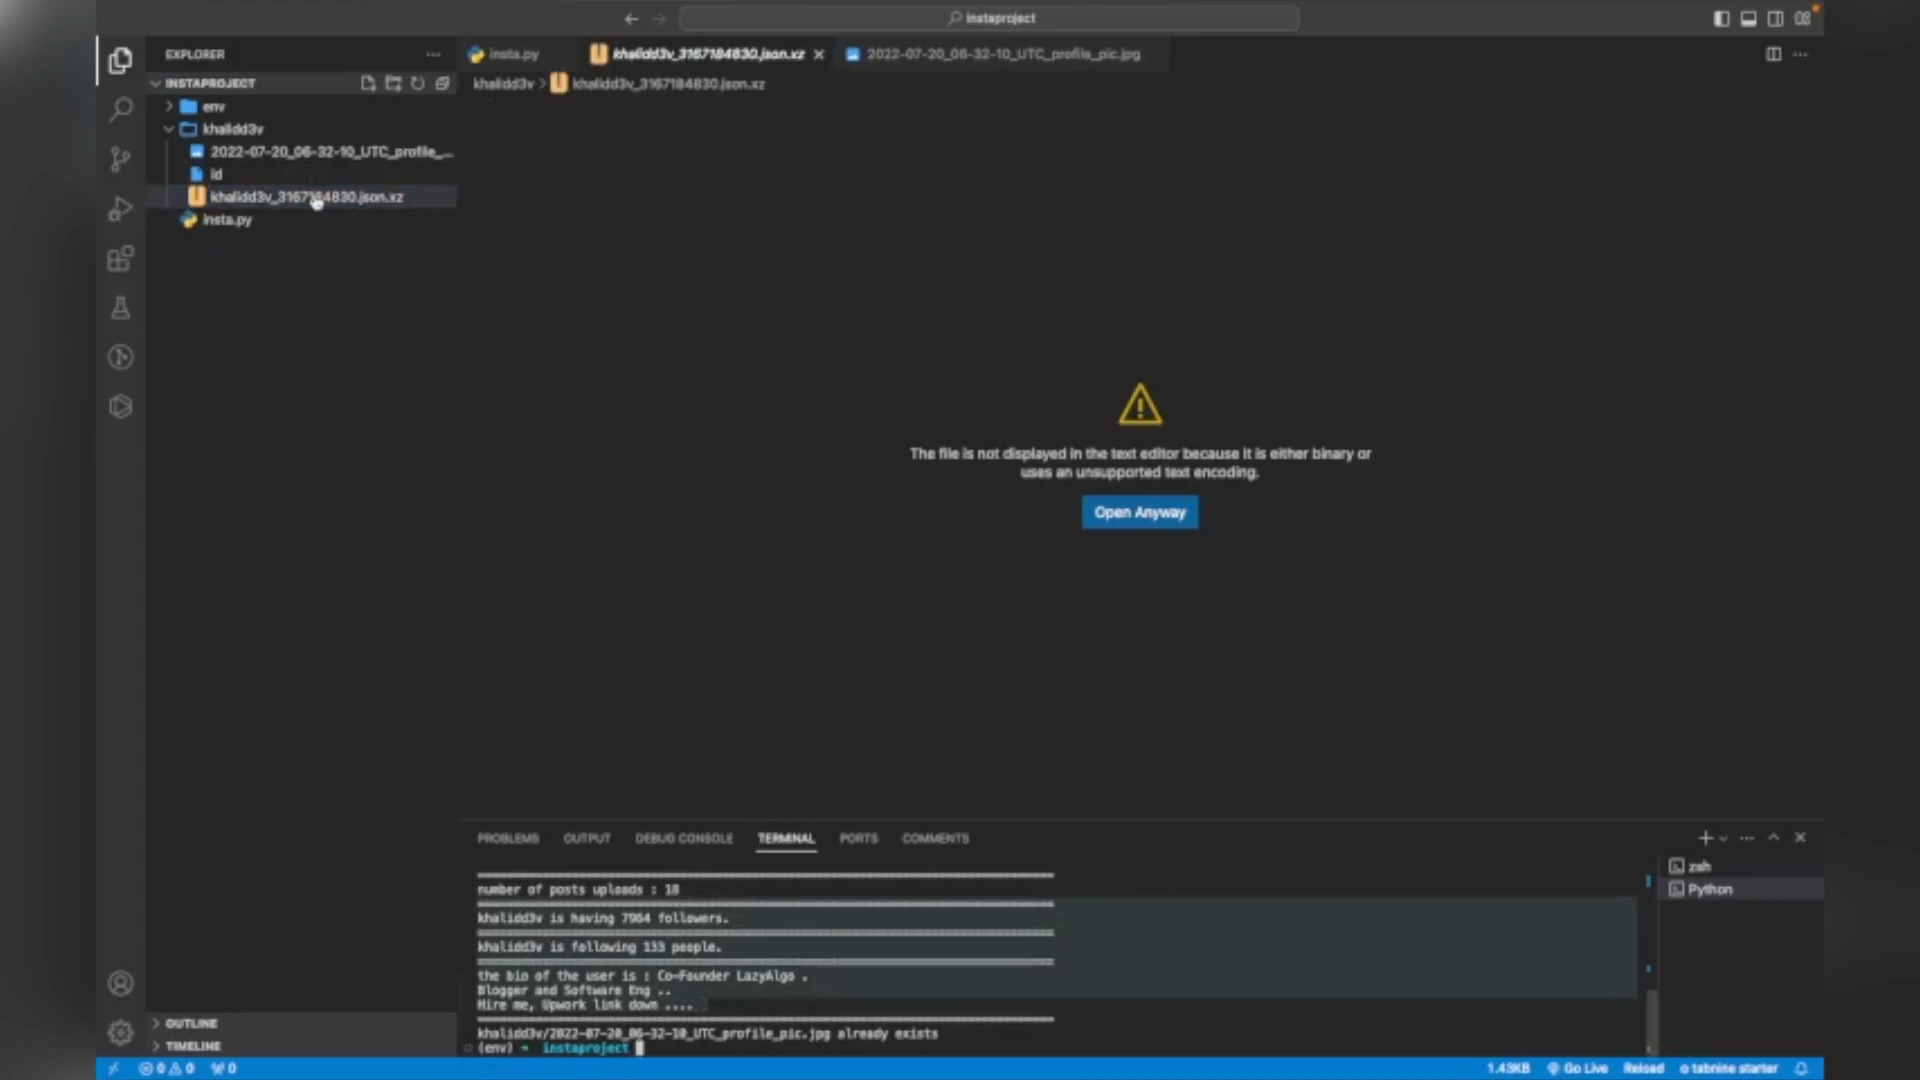 instaproject
EXPLORER
insta.py
khalidd3v_3167184830.json.xz
2022-07-20_06-32-10_UTC_profile_pic.jpg
INSTAPROJECT
khalidd3v > khalidd3v_3167184830.json.xz
env
khalidd3v
2022-07-20_06-32-10_UTC_profile_...
id
khalidd3v_3167184830.json.xz
insta.py
The file is not displayed in the text editor because it is either binary or
uses an unsupported text encoding.
Open Anyway
PROBLEMS OUTPUT DEBUG CONSOLE TERMINAL PORTS COMMENTS
zsh
Python
number of posts uploads : 18
khalidd3v is having 7964 followers.
khalidd3v is following 133 people.
the bio of the user is : Co-Founder LazyAlgo .
Blogger and Software Eng ..
Hire me, Upwork link down ....
khalidd3v/2022-07-20_06-32-10_UTC_profile_pic.jpg already exists
(env) → instaproject
OUTLINE
TIMELINE
0 0 0
1.43KB Go Live Reload tabnine starter